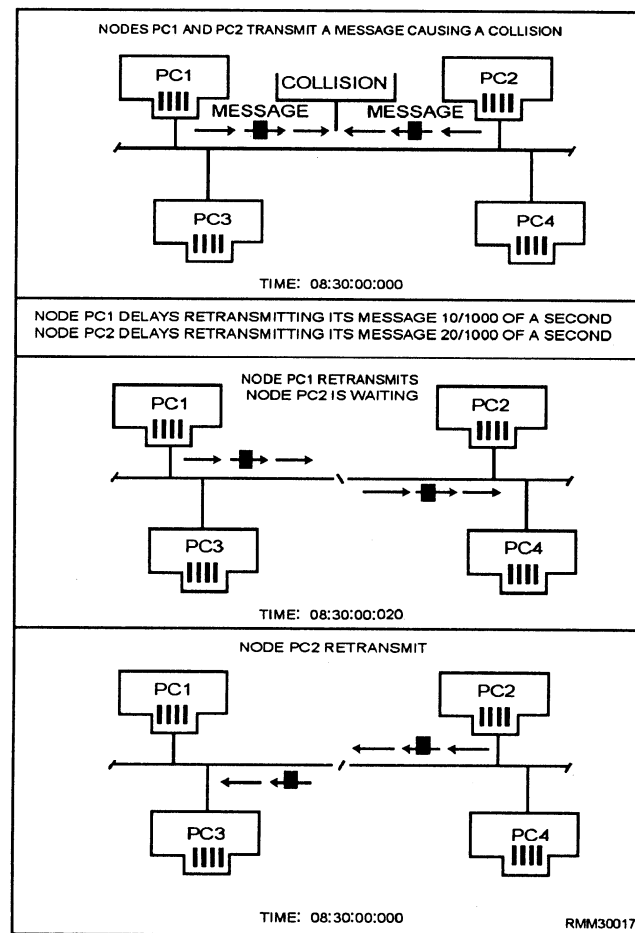 NODES PC1 AND PC2 TRANSMIT A MESSAGE CAUSING A COLLISION
PC1
COLLISION
PC2
MESSAGE
MESSAGE
PC3
PC4
TIME: 08:30:00:000
NODE PC1 DELAYS RETRANSMITTING ITS MESSAGE 10/1000 OF A SECOND
NODE PC2 DELAYS RETRANSMITTING ITS MESSAGE 20/1000 OF A SECOND
NODE PC1 RETRANSMITS
NODE PC2 IS WAITING
PC1
PC2
PC3
PC4
TIME: 08:30:00:020
NODE PC2 RETRANSMIT
PC1
PC2
PC3
PC4
TIME: 08:30:00:000
RMM30017